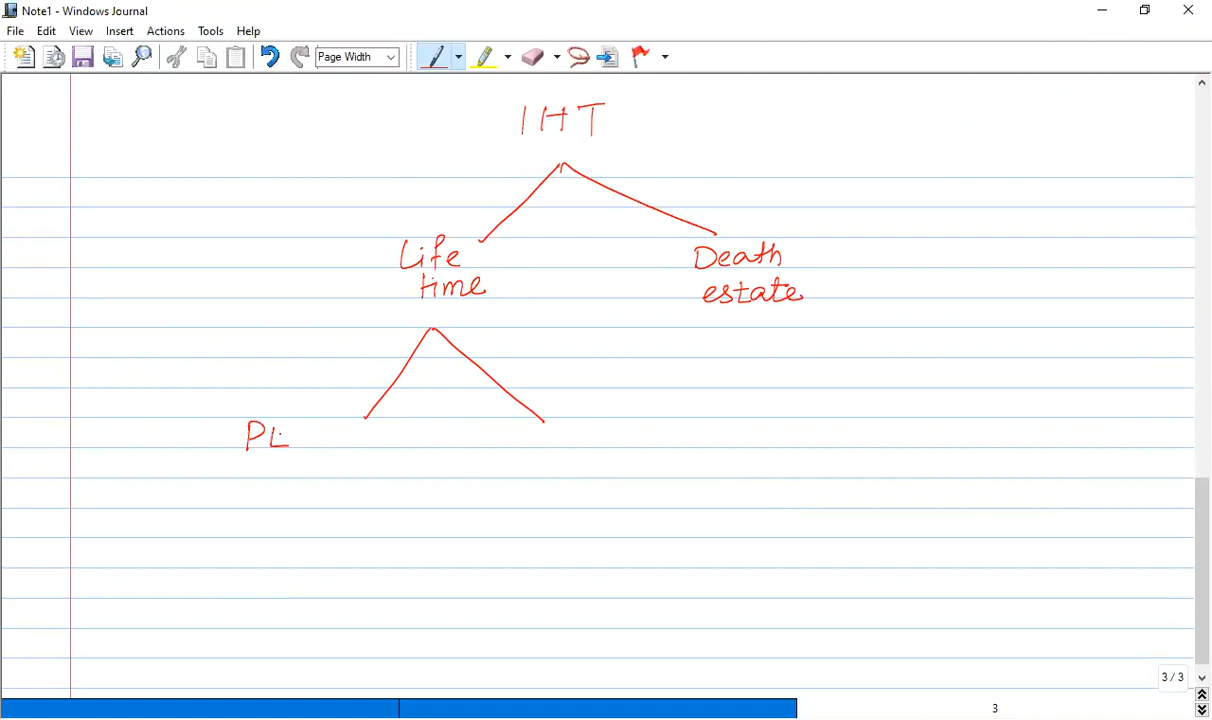 Note1 - Windows Journal
File Edit View Insert Actions Tools Help
Page Width
IHT
Life
time
Death
estate
3 / 3
3